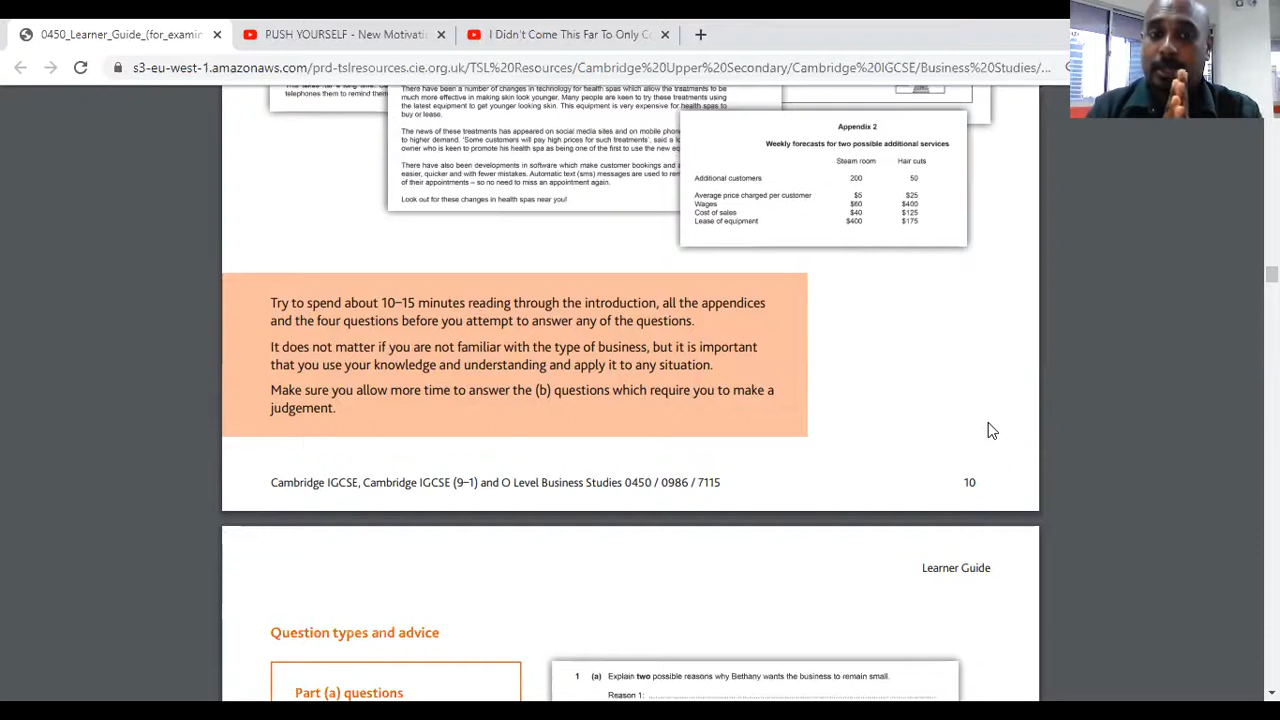 0450_Learner_Guide_(for_examin
PUSH YOURSELF - New Motivati
I Didn't Come This Far To Only C
s3-eu-west-1.amazonaws.com/prd-tslresources.cie.org.uk/TSL%20Resources/Cambridge%20Upper%20Secondary/Cambridge%20IGCSE/Business%20Studies/...
telephones them to remind them
There have been a number of changes in technology for health spas which allow the treatments to be
much more effective in making skin look younger. Many people are keen to try these treatments using
the latest equipment to get younger looking skin. This equipment is very expensive for health spas to
buy or lease.
The news of these treatments has appeared on social media sites and on mobile phon
to higher demand. 'Some customers will pay high prices for such treatments', said a
owner who is keen to promote his health spa as being one of the first to use the new
There have also been developments in software which make customer bookings and
easier, quicker and with fewer mistakes. Automatic text (sms) messages are used to
of their appointments – so no need to miss an appointment again.
Look out for these changes in health spas near you!
Appendix 2
Weekly forecasts for two possible additional services
Steam room Hair cuts
Additional customers 200 50
Average price charged per customer $5 $25
Wages $60 $400
Cost of sales $40 $125
Lease of equipment $400 $175
Try to spend about 10–15 minutes reading through the introduction, all the appendices
and the four questions before you attempt to answer any of the questions.
It does not matter if you are not familiar with the type of business, but it is important
that you use your knowledge and understanding and apply it to any situation.
Make sure you allow more time to answer the (b) questions which require you to make a
judgement.
Cambridge IGCSE, Cambridge IGCSE (9–1) and O Level Business Studies 0450 / 0986 / 7115
10
Learner Guide
Question types and advice
Part (a) questions
1 (a) Explain two possible reasons why Bethany wants the business to remain small.
Reason 1: